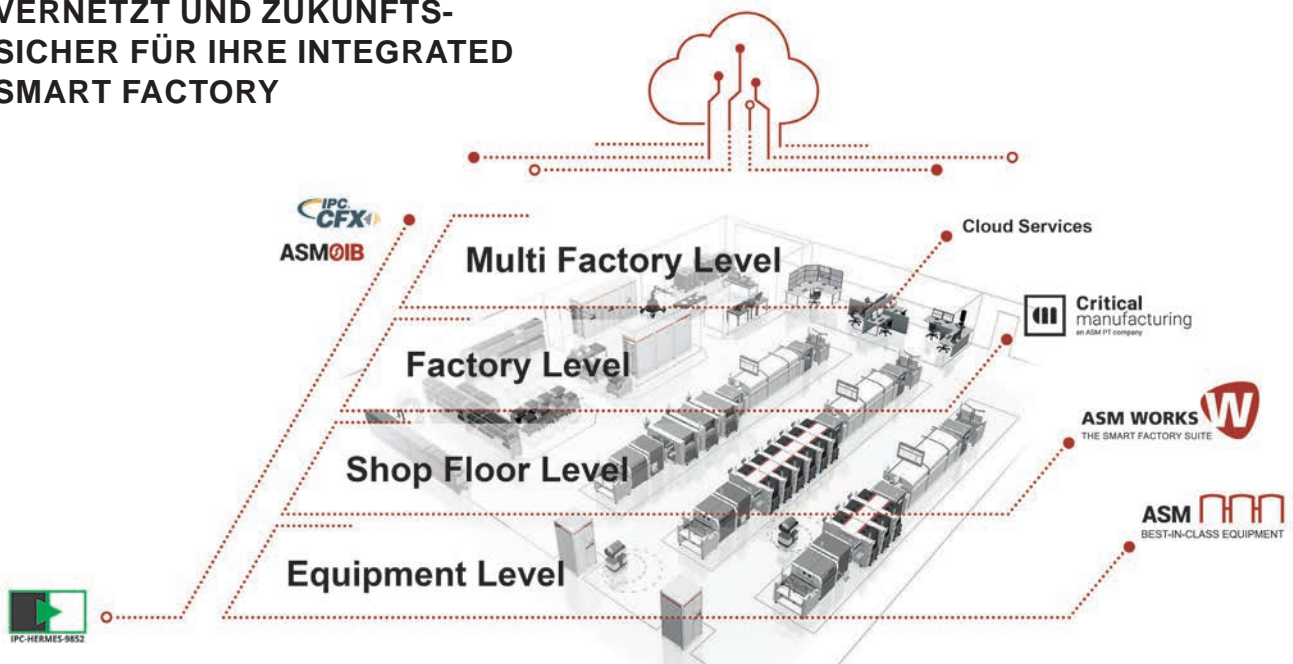 VERNETZT UND ZUKUNFTS-
SICHER FÜR IHRE INTEGRATED
SMART FACTORY
IPC
CFX
ASM OIB
Multi Factory Level
Cloud Services
Critical
manufacturing
an ASM PT company
Factory Level
ASM WORKS W
THE SMART FACTORY SUITE
Shop Floor Level
ASM
BEST-IN-CLASS EQUIPMENT
Equipment Level
IPC-HERMES-9852